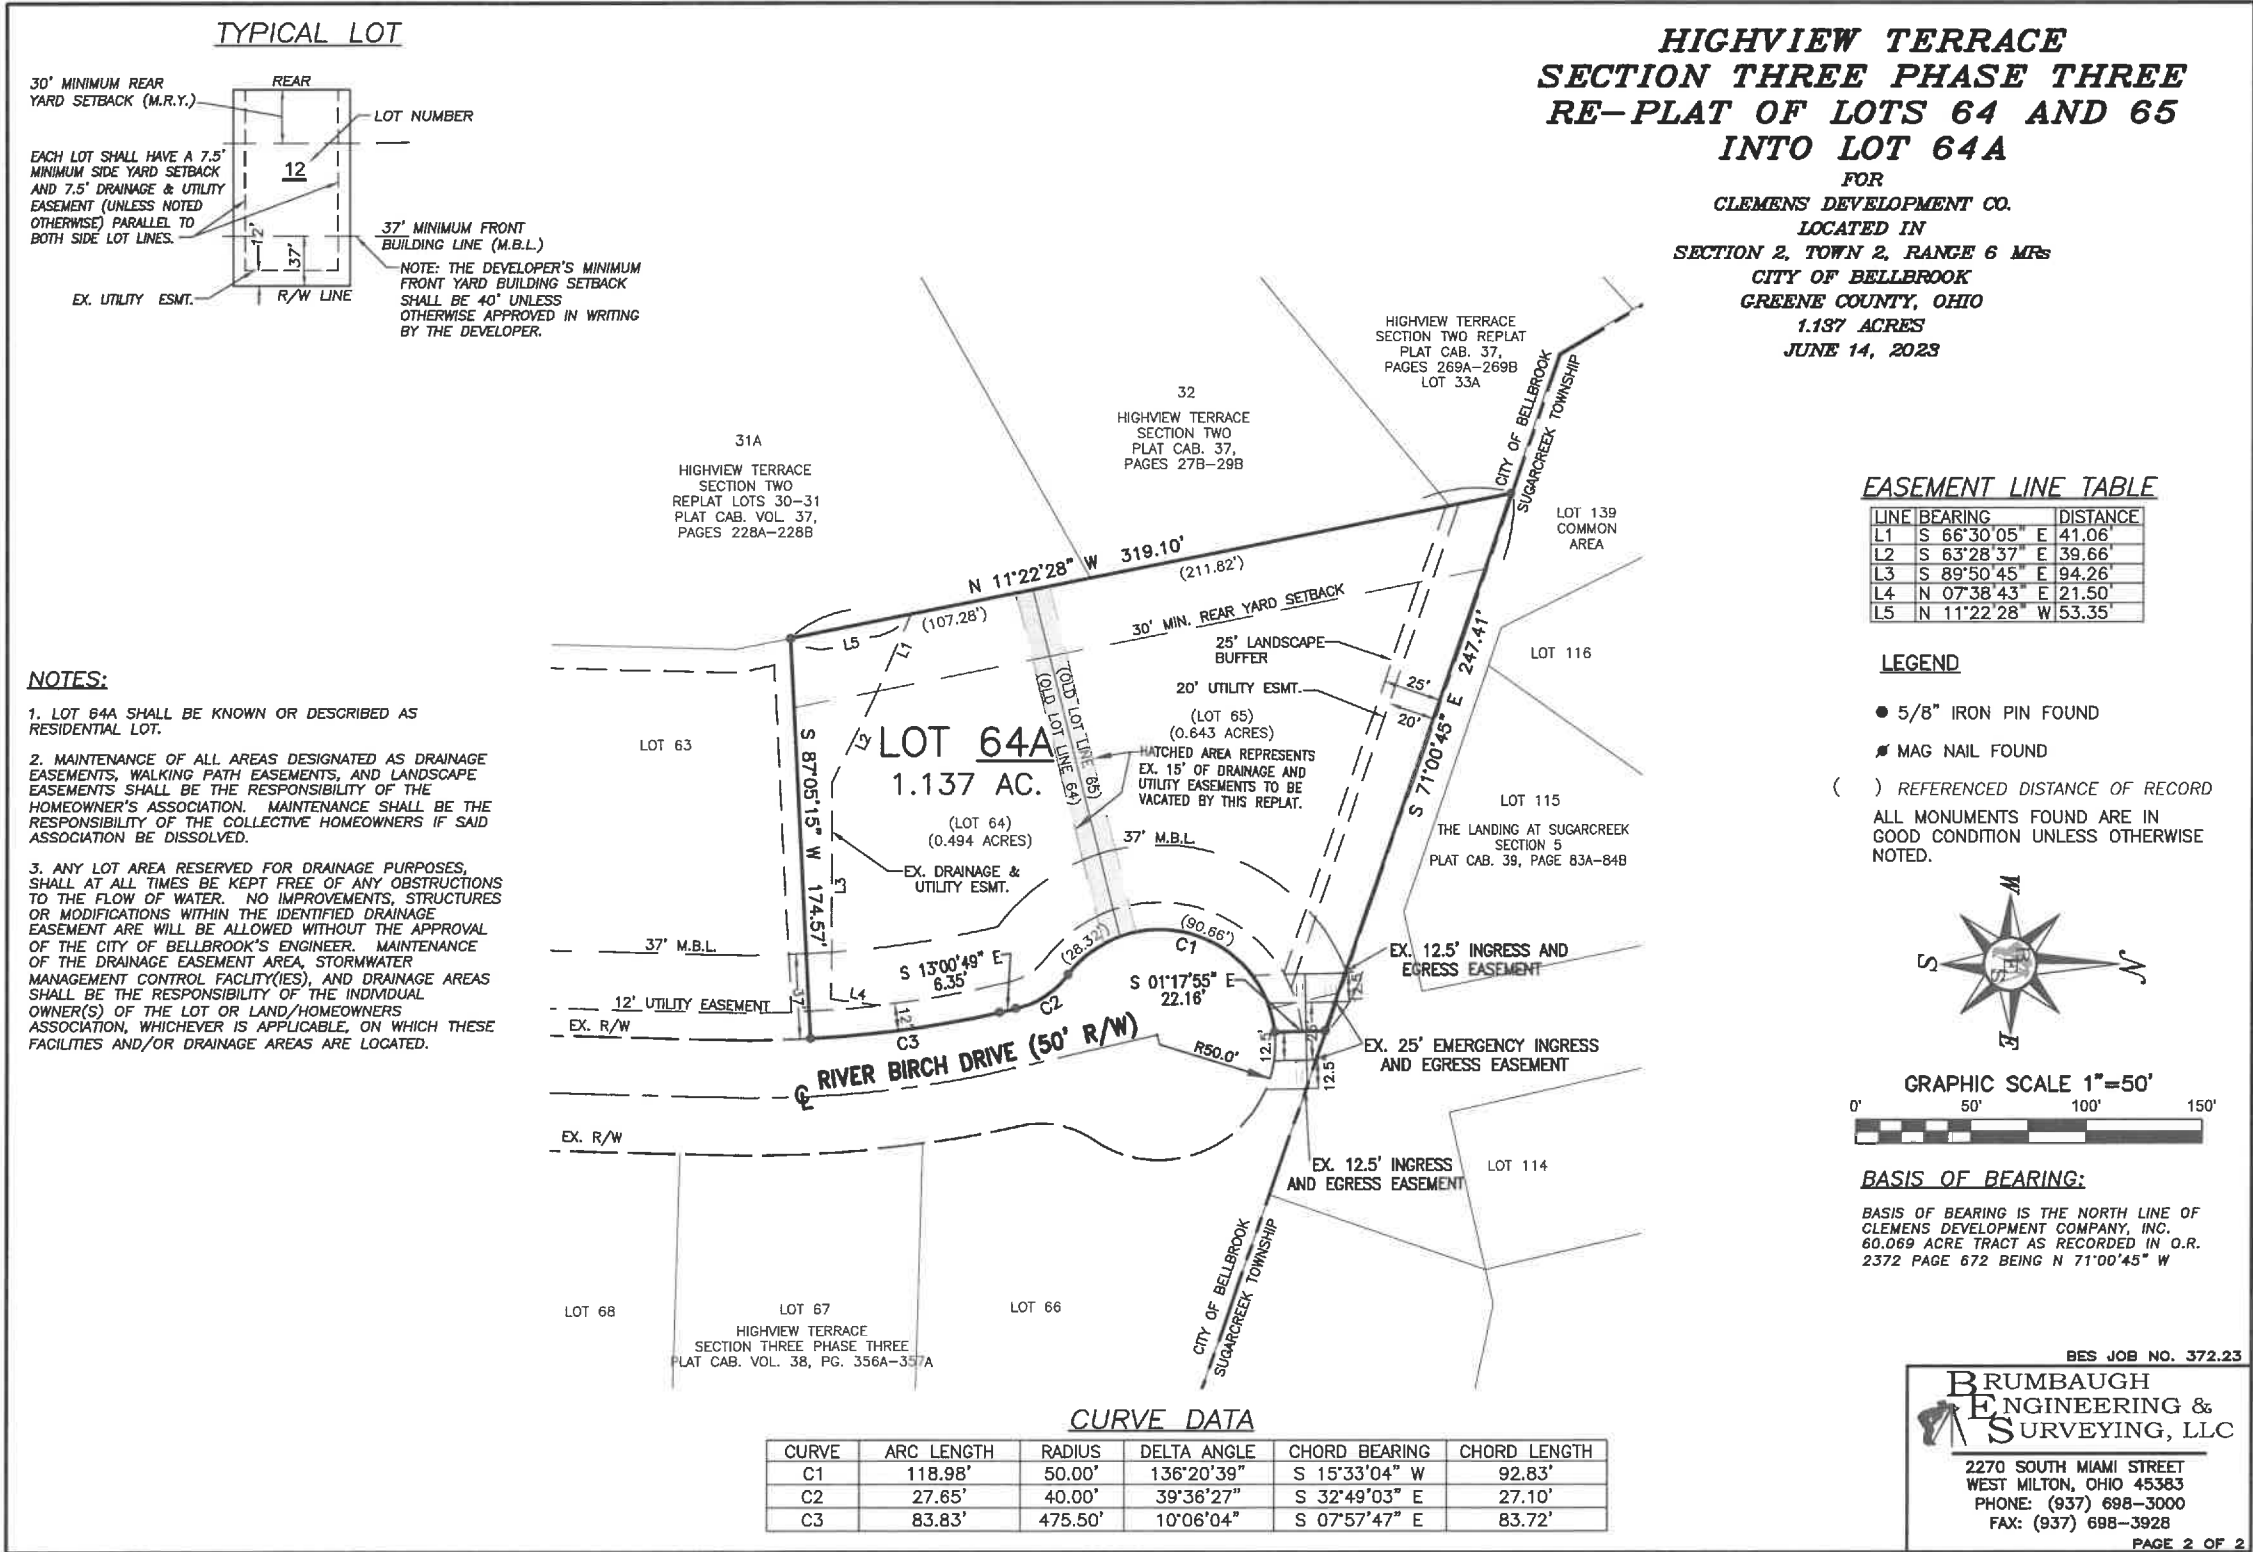 TYPICAL LOT
30' MINIMUM REAR
YARD SETBACK (M.R.Y.)
REAR
LOT NUMBER
EACH LOT SHALL HAVE A 7.5'
MINIMUM SIDE YARD SETBACK
AND 7.5' DRAINAGE & UTILITY
EASEMENT (UNLESS NOTED
OTHERWISE) PARALLEL TO
BOTH SIDE LOT LINES.
12
12'
37'
37' MINIMUM FRONT
BUILDING LINE (M.B.L.)
NOTE: THE DEVELOPER'S MINIMUM
FRONT YARD BUILDING SETBACK
SHALL BE 40' UNLESS
OTHERWISE APPROVED IN WRITING
BY THE DEVELOPER.
EX. UTILITY ESMT.
R/W LINE
HIGHVIEW TERRACE
SECTION THREE PHASE THREE
RE-PLAT OF LOTS 64 AND 65
INTO LOT 64A
FOR
CLEMENS DEVELOPMENT CO.
LOCATED IN
SECTION 2, TOWN 2, RANGE 6 MRs
CITY OF BELLBROOK
GREENE COUNTY, OHIO
1.137 ACRES
JUNE 14, 2023
HIGHVIEW TERRACE
SECTION TWO REPLAT
PLAT CAB. 37,
PAGES 269A-269B
LOT 33A
CITY OF BELLBROOK
SUGARCREEK TOWNSHIP
32
HIGHVIEW TERRACE
SECTION TWO
PLAT CAB. 37,
PAGES 27B-29B
31A
HIGHVIEW TERRACE
SECTION TWO
REPLAT LOTS 30-31
PLAT CAB. VOL. 37,
PAGES 228A-228B
LOT 139
COMMON
AREA
N 11°22'28" W 319.10'
(211.82')
(107.28')
L5
L1
L2
L3
L4
30' MIN. REAR YARD SETBACK
25' LANDSCAPE
BUFFER
20' UTILITY ESMT.
25'
20'
S 71°00'45" E 247.41'
LOT 116
(LOT 65)
(0.643 ACRES)
HATCHED AREA REPRESENTS
EX. 15' OF DRAINAGE AND
UTILITY EASEMENTS TO BE
VACATED BY THIS REPLAT.
(OLD LOT LINE 65)
(OLD LOT LINE 64)
LOT 63
LOT 64A
1.137 AC.
(LOT 64)
(0.494 ACRES)
S 87°05'15" W 174.57'
EX. DRAINAGE &
UTILITY ESMT.
37' M.B.L.
LOT 115
THE LANDING AT SUGARCREEK
SECTION 5
PLAT CAB. 39, PAGE 83A-84B
37' M.B.L.
S 13°00'49" E
6.35'
(28.32')
(90.66')
C1
S 01°17'55" E
22.16'
EX. 12.5' INGRESS AND
EGRESS EASEMENT
12.5'
12' UTILITY EASEMENT
37'
12'
EX. R/W
C3
C2
RIVER BIRCH DRIVE (50' R/W)
R50.0'
12.5'
25'
12.5'
EX. 25' EMERGENCY INGRESS
AND EGRESS EASEMENT
EX. R/W
EX. 12.5' INGRESS
AND EGRESS EASEMENT
LOT 114
CITY OF BELLBROOK
SUGARCREEK TOWNSHIP
LOT 68
LOT 67
HIGHVIEW TERRACE
SECTION THREE PHASE THREE
PLAT CAB. VOL. 38, PG. 356A-357A
LOT 66
NOTES:
1. LOT 64A SHALL BE KNOWN OR DESCRIBED AS
RESIDENTIAL LOT.
2. MAINTENANCE OF ALL AREAS DESIGNATED AS DRAINAGE
EASEMENTS, WALKING PATH EASEMENTS, AND LANDSCAPE
EASEMENTS SHALL BE THE RESPONSIBILITY OF THE
HOMEOWNER'S ASSOCIATION. MAINTENANCE SHALL BE THE
RESPONSIBILITY OF THE COLLECTIVE HOMEOWNERS IF SAID
ASSOCIATION BE DISSOLVED.
3. ANY LOT AREA RESERVED FOR DRAINAGE PURPOSES,
SHALL AT ALL TIMES BE KEPT FREE OF ANY OBSTRUCTIONS
TO THE FLOW OF WATER. NO IMPROVEMENTS, STRUCTURES
OR MODIFICATIONS WITHIN THE IDENTIFIED DRAINAGE
EASEMENT ARE WILL BE ALLOWED WITHOUT THE APPROVAL
OF THE CITY OF BELLBROOK'S ENGINEER. MAINTENANCE
OF THE DRAINAGE EASEMENT AREA, STORMWATER
MANAGEMENT CONTROL FACLITY(IES), AND DRAINAGE AREAS
SHALL BE THE RESPONSIBILITY OF THE INDIVIDUAL
OWNER(S) OF THE LOT OR LAND/HOMEOWNERS
ASSOCIATION, WHICHEVER IS APPLICABLE, ON WHICH THESE
FACILITIES AND/OR DRAINAGE AREAS ARE LOCATED.
EASEMENT LINE TABLE
LINE BEARING DISTANCE
L1 S 66°30'05" E 41.06'
L2 S 63°28'37" E 39.66'
L3 S 89°50'45" E 94.26'
L4 N 07°38'43" E 21.50'
L5 N 11°22'28" W 53.35'
LEGEND
5/8" IRON PIN FOUND
MAG NAIL FOUND
( ) REFERENCED DISTANCE OF RECORD
ALL MONUMENTS FOUND ARE IN
GOOD CONDITION UNLESS OTHERWISE
NOTED.
W
S
N
E
BES
GRAPHIC SCALE 1"=50'
0' 50' 100' 150'
BASIS OF BEARING:
BASIS OF BEARING IS THE NORTH LINE OF
CLEMENS DEVELOPMENT COMPANY, INC.
60.069 ACRE TRACT AS RECORDED IN O.R.
2372 PAGE 672 BEING N 71°00'45" W
CURVE DATA
CURVE ARC LENGTH RADIUS DELTA ANGLE CHORD BEARING CHORD LENGTH
C1 118.98' 50.00' 136°20'39" S 15°33'04" W 92.83'
C2 27.65' 40.00' 39°36'27" S 32°49'03" E 27.10'
C3 83.83' 475.50' 10°06'04" S 07°57'47" E 83.72'
BES JOB NO. 372.23
BRUMBAUGH
ENGINEERING &
SURVEYING, LLC
2270 SOUTH MIAMI STREET
WEST MILTON, OHIO 45383
PHONE: (937) 698-3000
FAX: (937) 698-3928
PAGE 2 OF 2